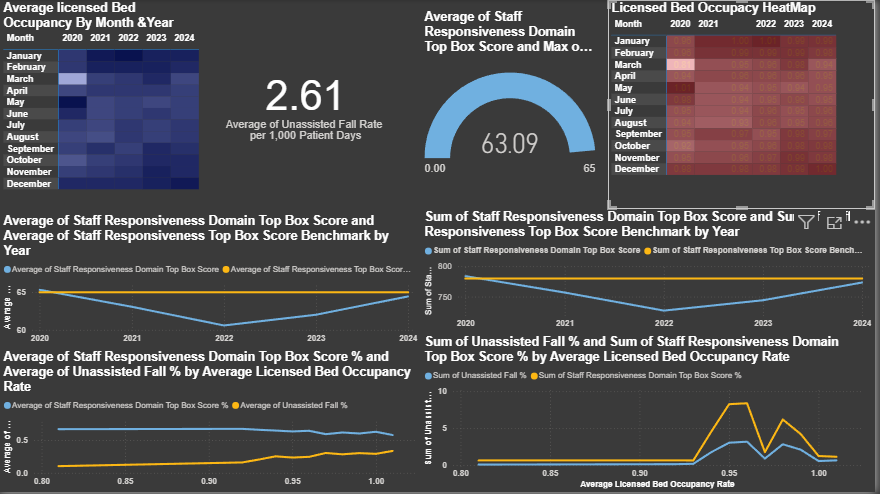 Average licensed Bed
Occupancy By Month &Year
Month 2020 2021 2022 2023 2024
January
February
March
April
May
June
July
August
September
October
November
December
2.61
Average of Unassisted Fall Rate
per 1,000 Patient Days
Average of Staff
Responsiveness Domain
Top Box Score and Max o...
63.09
0.00 65
Licensed Bed Occupacy HeatMap
Month 2020 2021 2022 2023 2024
January
February
March
April
May
June
July
August
September
October
November
December
Average of Staff Responsiveness Domain Top Box Score and
Average of Staff Responsiveness Top Box Score Benchmark by
Year
Average of Staff Responsiveness Domain Top Box Score Average of Staff Responsiveness Top Box Scor...
Average ...
65
60
2020 2021 2022 2023 2024
Sum of Staff Responsiveness Domain Top Box Score and Su
Responsiveness Top Box Score Benchmark by Year
Sum of Staff Responsiveness Domain Top Box Score Sum of Staff Responsiveness Top Box Score Bench...
Sum of Sta...
800
750
2020 2021 2022 2023 2024
Average of Staff Responsiveness Domain Top Box Score % and
Average of Unassisted Fall % by Average Licensed Bed Occupancy
Rate
Average of Staff Responsiveness Domain Top Box Score % Average of Unassisted Fall %
Average of...
0.5
0.0
0.80 0.85 0.90 0.95 1.00
Sum of Unassisted Fall % and Sum of Staff Responsiveness Domain
Top Box Score % by Average Licensed Bed Occupancy Rate
Sum of Unassisted Fall % Sum of Staff Responsiveness Domain Top Box Score %
Sum of Unassist...
10
5
0
0.80 0.85 0.90 0.95 1.00
Average Licensed Bed Occupancy Rate